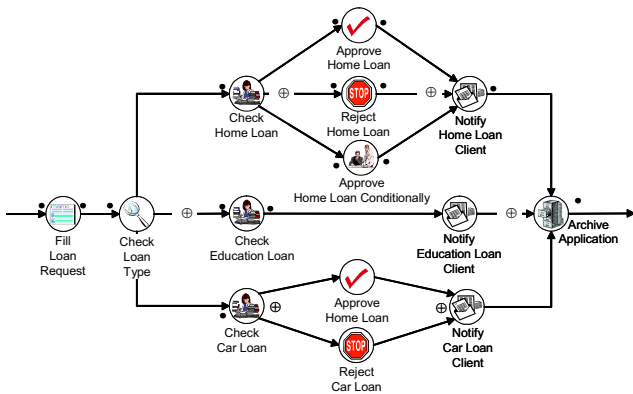 Approve
Home Loan
STOP
Check
Home Loan
Reject
Home Loan
Notify
Home Loan
Client
Approve
Home Loan Conditionally
Fill
Loan
Request
Check
Loan
Type
Check
Education Loan
Notify
Education Loan
Client
Archive
Application
Approve
Home Loan
Check
Car Loan
STOP
Reject
Car Loan
Notify
Car Loan
Client